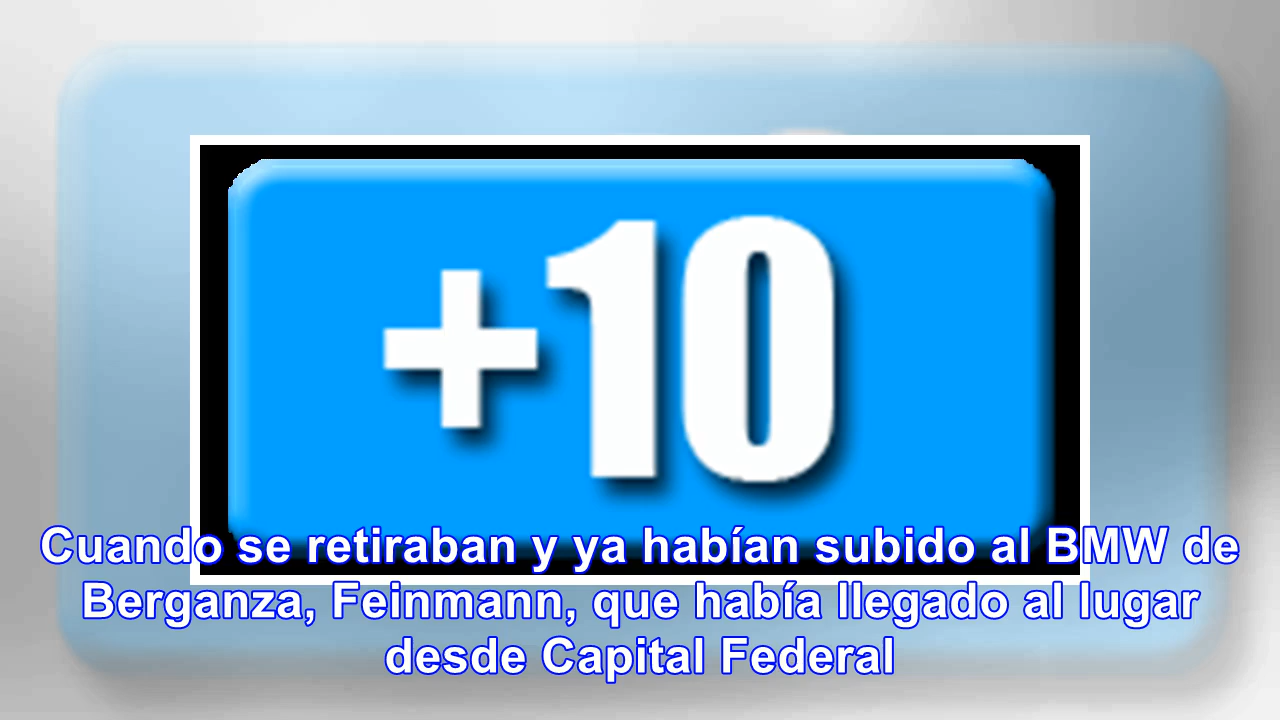 +10
Cuando se retiraban y ya habían subido al BMW de
Berganza, Feinmann, que había llegado al lugar
desde Capital Federal